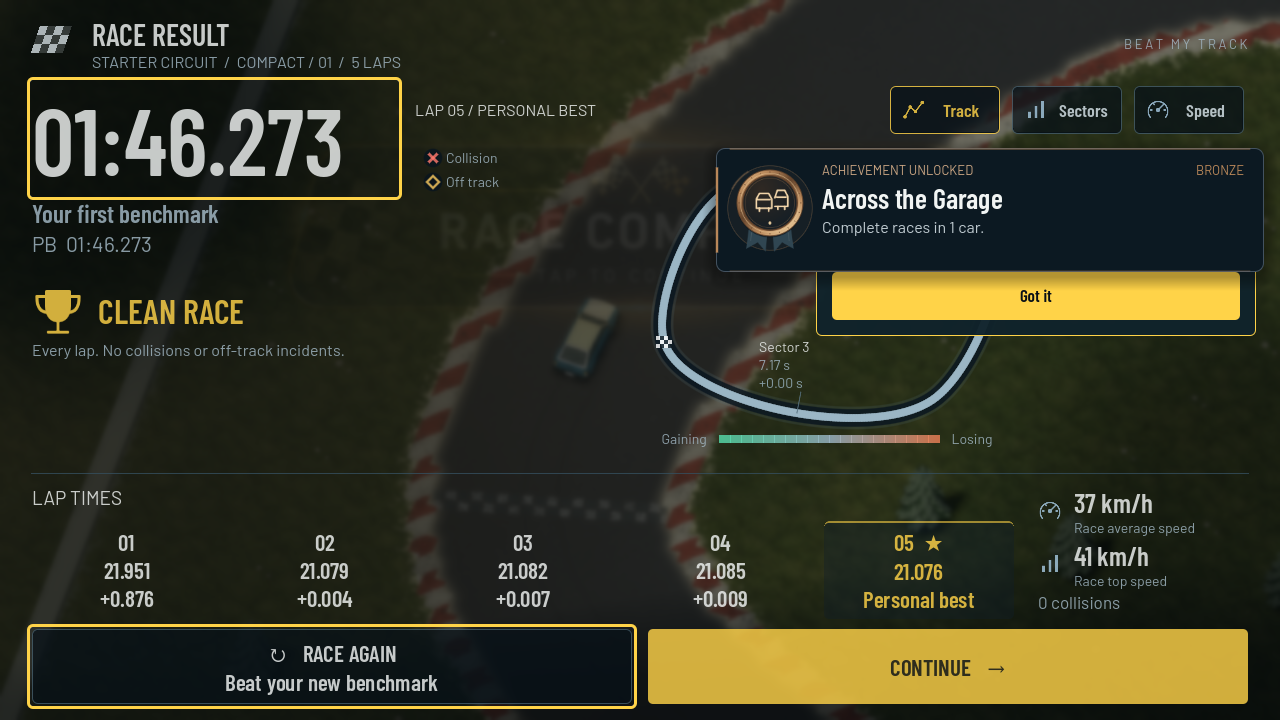 RACE RESULT
STARTER CIRCUIT / COMPACT / 01 / 5 LAPS
BEAT MY TRACK
01:46.273
LAP 05 / PERSONAL BEST
Collision
Off track
Track
Sectors
Speed
Your first benchmark
PB 01:46.273
ACHIEVEMENT UNLOCKED
BRONZE
Across the Garage
Complete races in 1 car.
Got it
CLEAN RACE
Every lap. No collisions or off-track incidents.
Sector 3
7.17 s
+0.00 s
Gaining
Losing
LAP TIMES
01
21.951
+0.876
02
21.079
+0.004
03
21.082
+0.007
04
21.085
+0.009
05 ★
21.076
Personal best
37 km/h
Race average speed
41 km/h
Race top speed
0 collisions
↻ RACE AGAIN
Beat your new benchmark
CONTINUE →